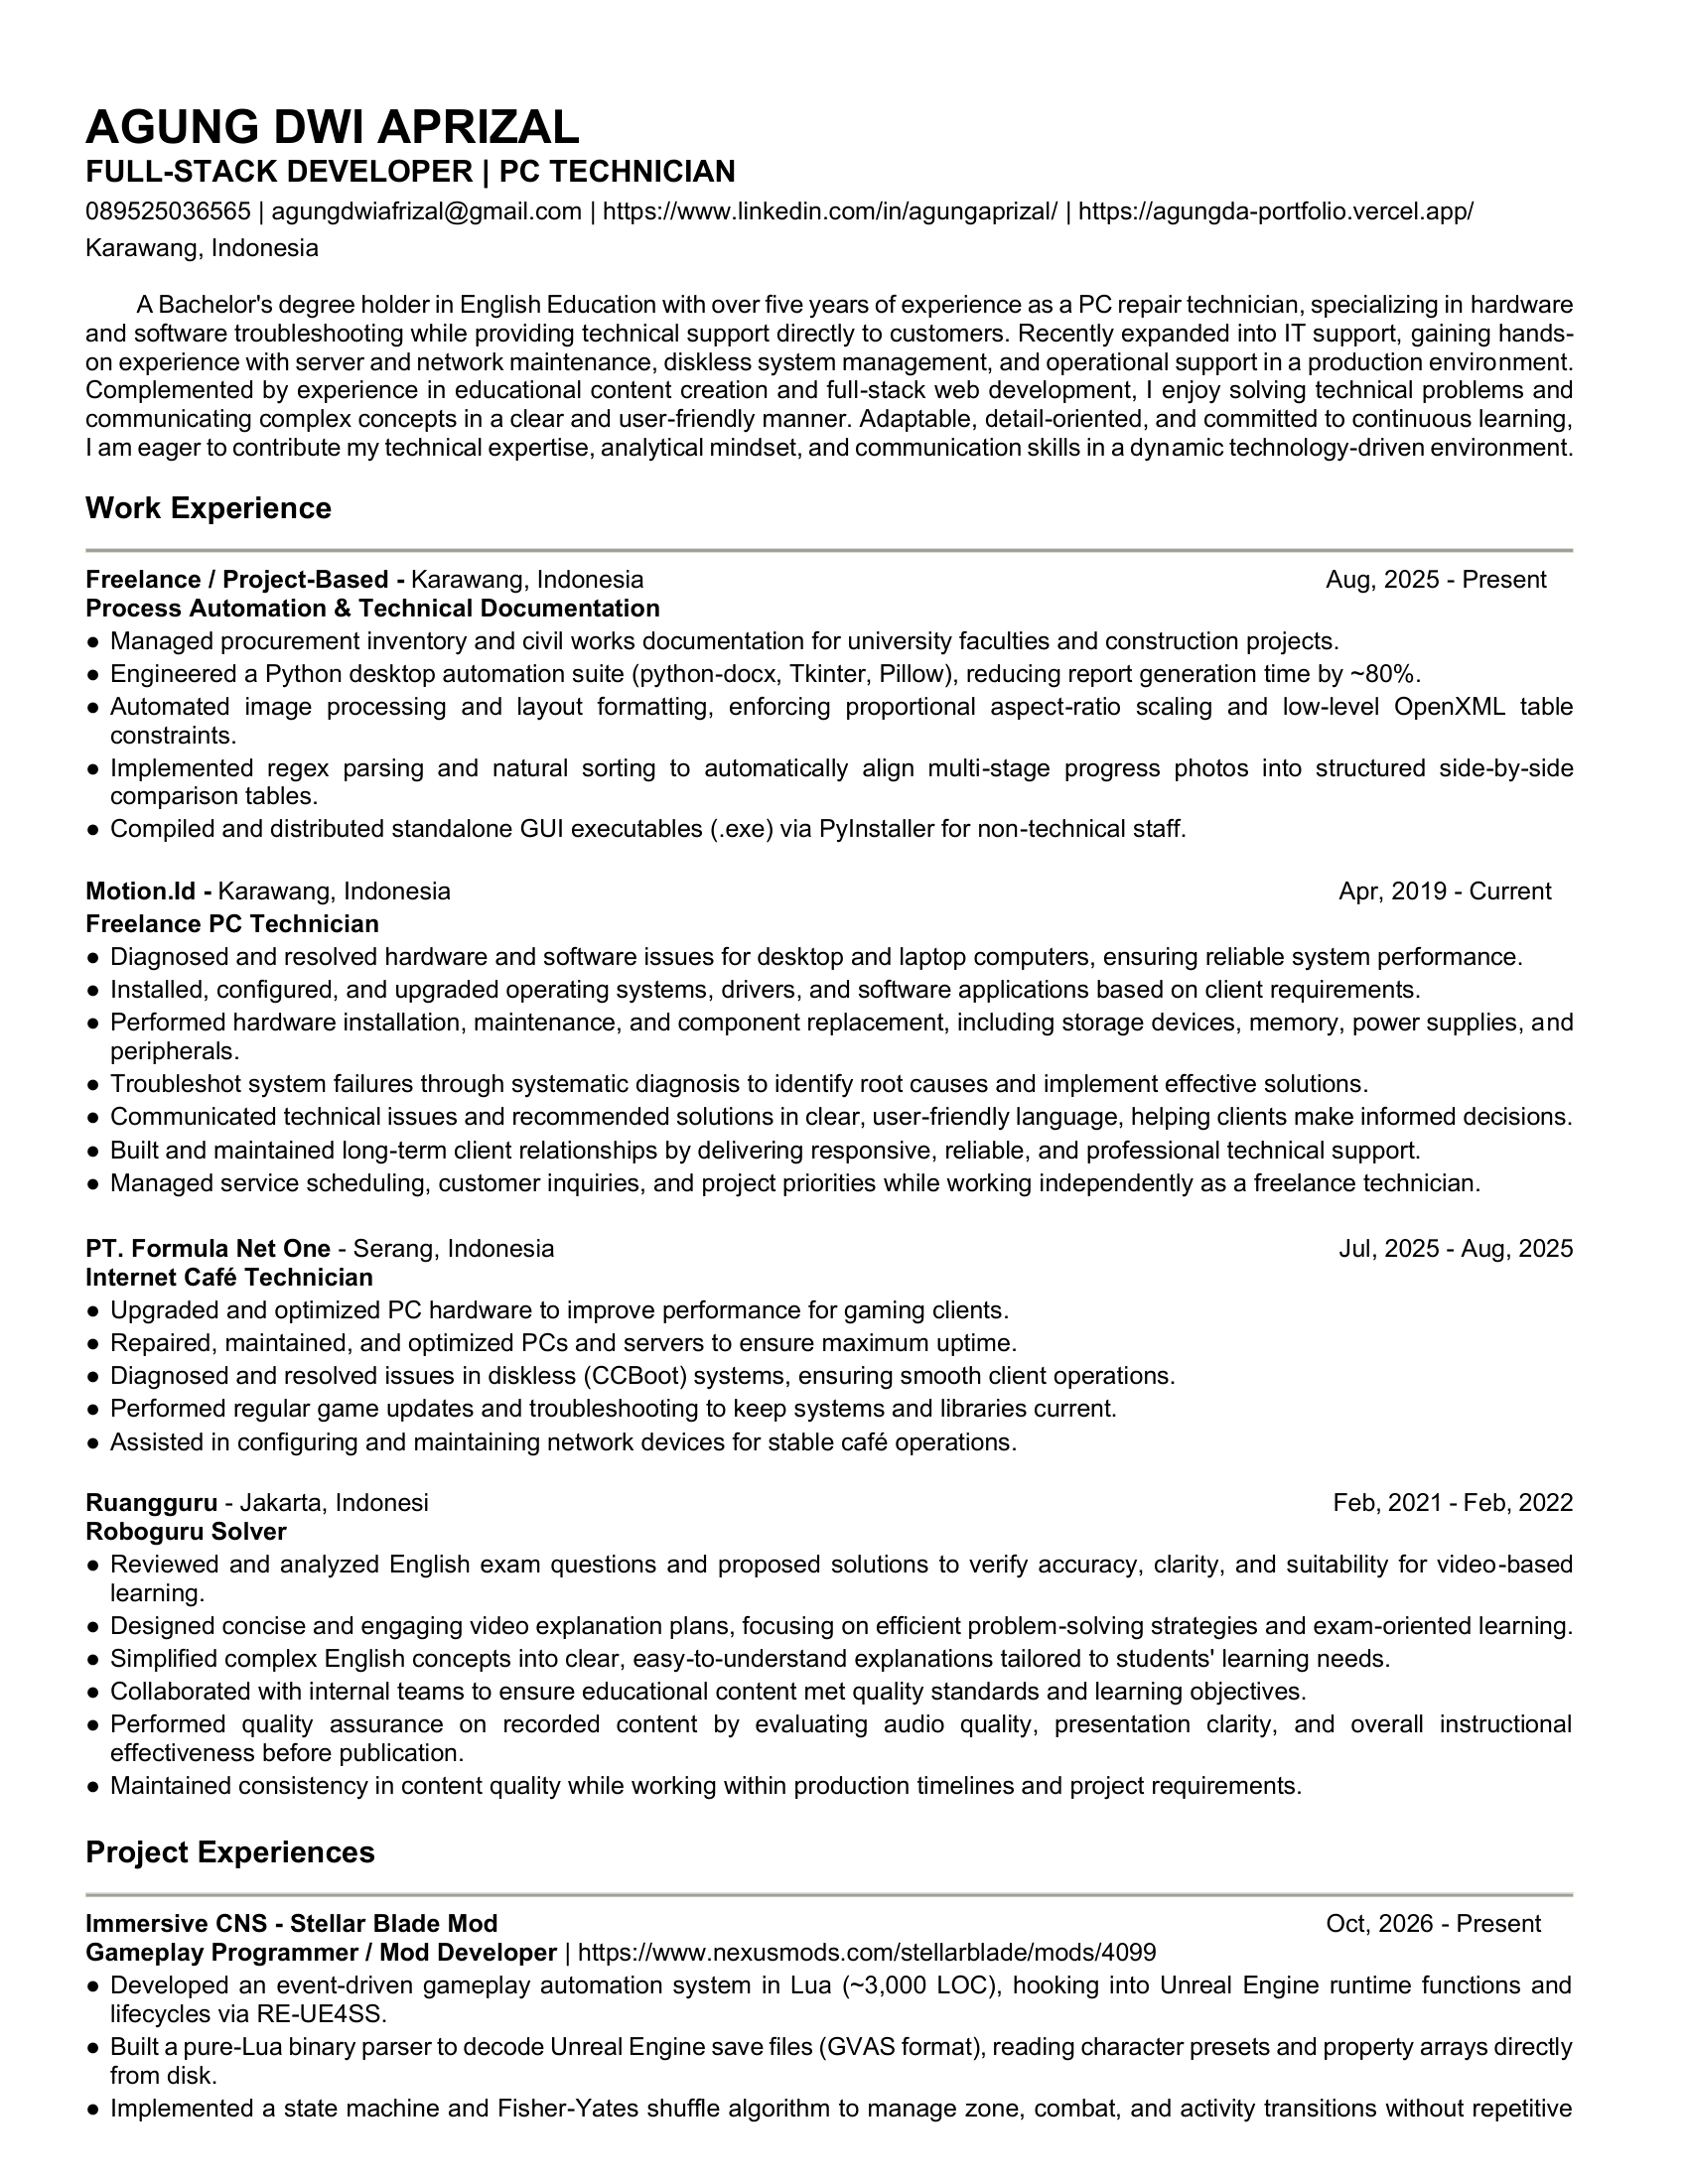 AGUNG DWI APRIZAL
FULL-STACK DEVELOPER | PC TECHNICIAN
089525036565 | agungdwiafrizal@gmail.com | https://www.linkedin.com/in/agungaprizal/ | https://agungda-portfolio.vercel.app/
Karawang, Indonesia
A Bachelor's degree holder in English Education with over five years of experience as a PC repair technician, specializing in hardware
and software troubleshooting while providing technical support directly to customers. Recently expanded into IT support, gaining hands-
on experience with server and network maintenance, diskless system management, and operational support in a production environment.
Complemented by experience in educational content creation and full-stack web development, I enjoy solving technical problems and
communicating complex concepts in a clear and user-friendly manner. Adaptable, detail-oriented, and committed to continuous learning,
I am eager to contribute my technical expertise, analytical mindset, and communication skills in a dynamic technology-driven environment.
Work Experience
Freelance / Project-Based - Karawang, Indonesia Aug, 2025 - Present
Process Automation & Technical Documentation
● Managed procurement inventory and civil works documentation for university faculties and construction projects.
● Engineered a Python desktop automation suite (python-docx, Tkinter, Pillow), reducing report generation time by ~80%.
● Automated image processing and layout formatting, enforcing proportional aspect-ratio scaling and low-level OpenXML table
constraints.
● Implemented regex parsing and natural sorting to automatically align multi-stage progress photos into structured side-by-side
comparison tables.
● Compiled and distributed standalone GUI executables (.exe) via PyInstaller for non-technical staff.
Motion.Id - Karawang, Indonesia Apr, 2019 - Current
Freelance PC Technician
● Diagnosed and resolved hardware and software issues for desktop and laptop computers, ensuring reliable system performance.
● Installed, configured, and upgraded operating systems, drivers, and software applications based on client requirements.
● Performed hardware installation, maintenance, and component replacement, including storage devices, memory, power supplies, and
peripherals.
● Troubleshot system failures through systematic diagnosis to identify root causes and implement effective solutions.
● Communicated technical issues and recommended solutions in clear, user-friendly language, helping clients make informed decisions.
● Built and maintained long-term client relationships by delivering responsive, reliable, and professional technical support.
● Managed service scheduling, customer inquiries, and project priorities while working independently as a freelance technician.
PT. Formula Net One - Serang, Indonesia Jul, 2025 - Aug, 2025
Internet Café Technician
● Upgraded and optimized PC hardware to improve performance for gaming clients.
● Repaired, maintained, and optimized PCs and servers to ensure maximum uptime.
● Diagnosed and resolved issues in diskless (CCBoot) systems, ensuring smooth client operations.
● Performed regular game updates and troubleshooting to keep systems and libraries current.
● Assisted in configuring and maintaining network devices for stable café operations.
Ruangguru - Jakarta, Indonesi Feb, 2021 - Feb, 2022
Roboguru Solver
● Reviewed and analyzed English exam questions and proposed solutions to verify accuracy, clarity, and suitability for video-based
learning.
● Designed concise and engaging video explanation plans, focusing on efficient problem-solving strategies and exam-oriented learning.
● Simplified complex English concepts into clear, easy-to-understand explanations tailored to students' learning needs.
● Collaborated with internal teams to ensure educational content met quality standards and learning objectives.
● Performed quality assurance on recorded content by evaluating audio quality, presentation clarity, and overall instructional
effectiveness before publication.
● Maintained consistency in content quality while working within production timelines and project requirements.
Project Experiences
Immersive CNS - Stellar Blade Mod Oct, 2026 - Present
Gameplay Programmer / Mod Developer | https://www.nexusmods.com/stellarblade/mods/4099
● Developed an event-driven gameplay automation system in Lua (~3,000 LOC), hooking into Unreal Engine runtime functions and
lifecycles via RE-UE4SS.
● Built a pure-Lua binary parser to decode Unreal Engine save files (GVAS format), reading character presets and property arrays directly
from disk.
● Implemented a state machine and Fisher-Yates shuffle algorithm to manage zone, combat, and activity transitions without repetitive